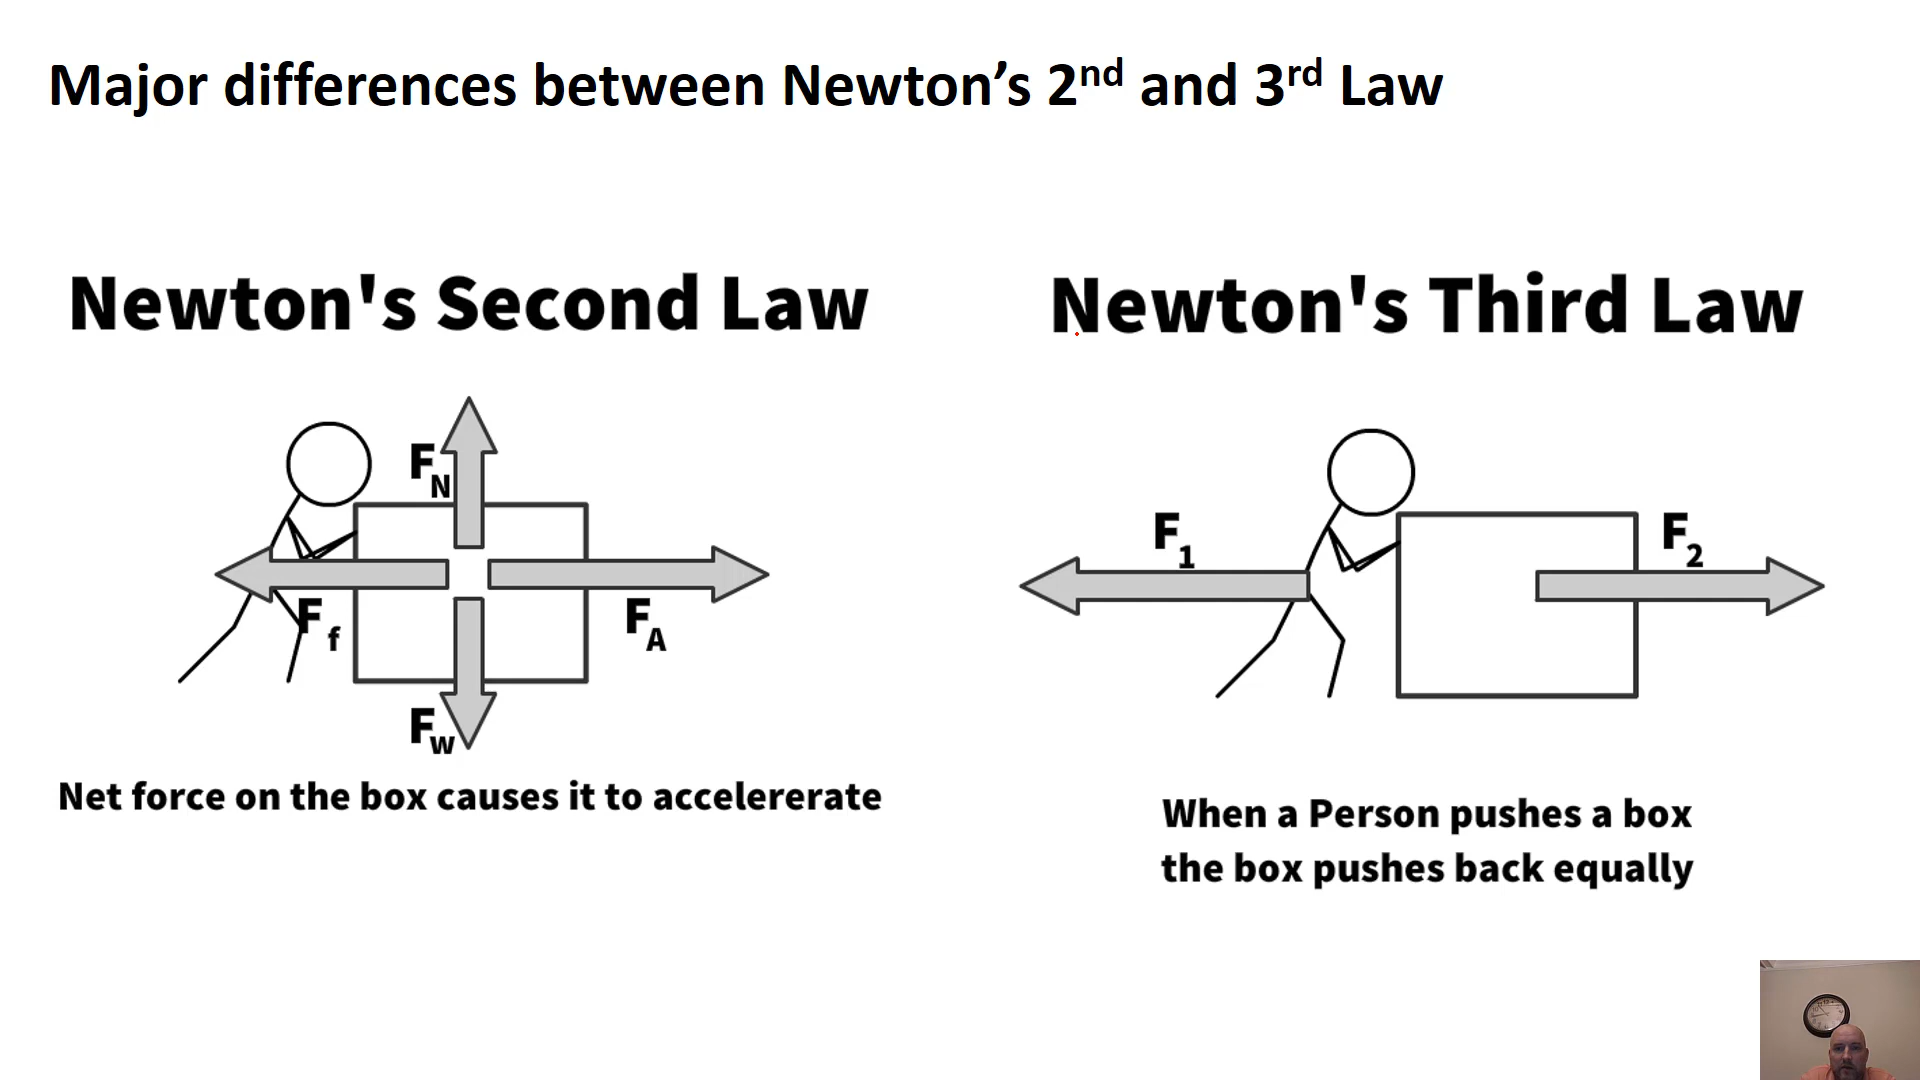 Major differences between Newton’s 2nd and 3rd Law
Newton's Second Law
FN
Ff
FA
FW
Net force on the box causes it to accelererate
Newton's Third Law
F1
F2
When a Person pushes a box
the box pushes back equally